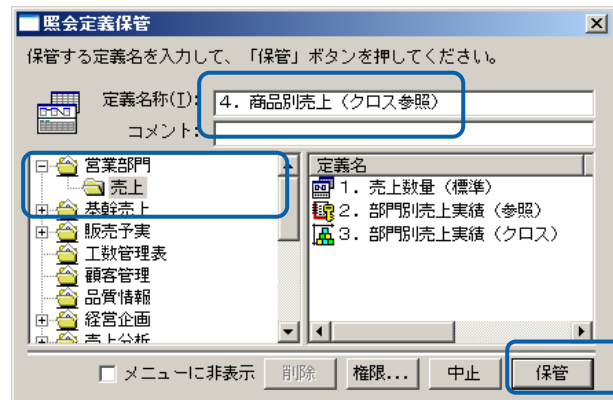 照会定義保管
保管する定義名を入力して、「保管」ボタンを押してください。
定義名称(I): 4．商品別売上（クロス参照）
コメント:
営業部門
売上
基幹売上
販売予実
工数管理表
顧客管理
品質情報
経営企画
売上分析
定義名
1．売上数量（標準）
2．部門別売上実績（参照）
3．部門別売上実績（クロス）
メニューに非表示 削除 権限... 中止 保管